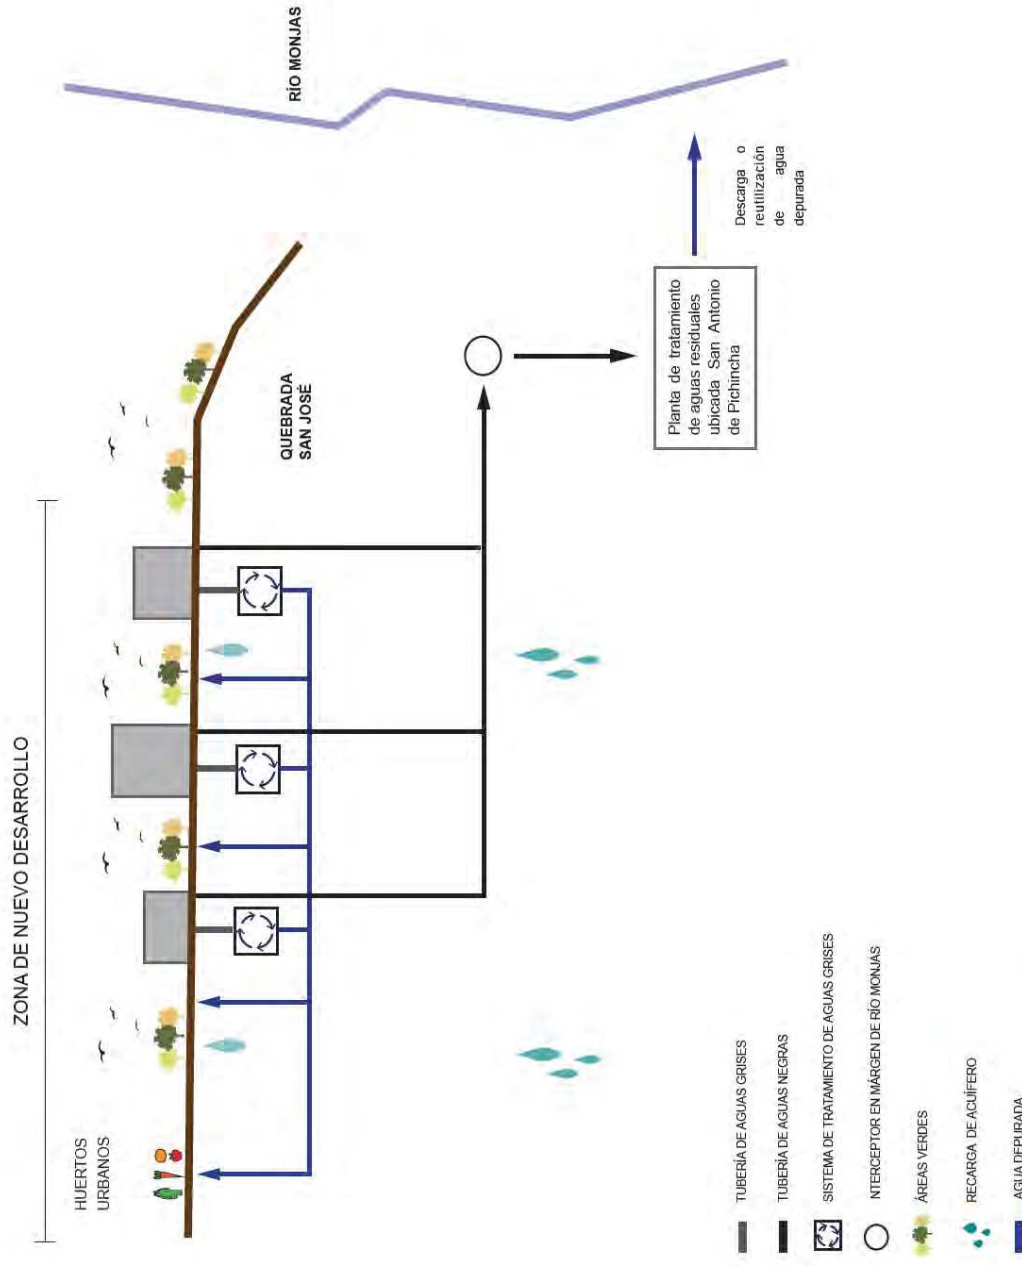 ZONA DE NUEVO DESARROLLO
HUERTOS
URBANOS
QUEBRADA
SAN JOSÉ
RÍO MONJAS
Planta de tratamiento
de aguas residuales
ubicada San Antonio
de Pichincha
Descarga o
reutilización
de agua
depurada
TUBERÍA DE AGUAS GRISES
TUBERÍA DE AGUAS NEGRAS
SISTEMA DE TRATAMIENTO DE AGUAS GRISES
NTERCEPTOR EN MÁRGEN DE RÍO MONJAS
ÁREAS VERDES
RECARGA DE ACUÍFERO
AGUA DEPURADA